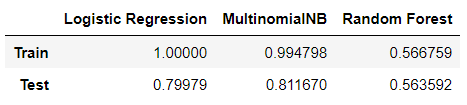 Logistic Regression MultinomialNB Random Forest
Train 1.00000 0.994798 0.566759
Test 0.79979 0.811670 0.563592